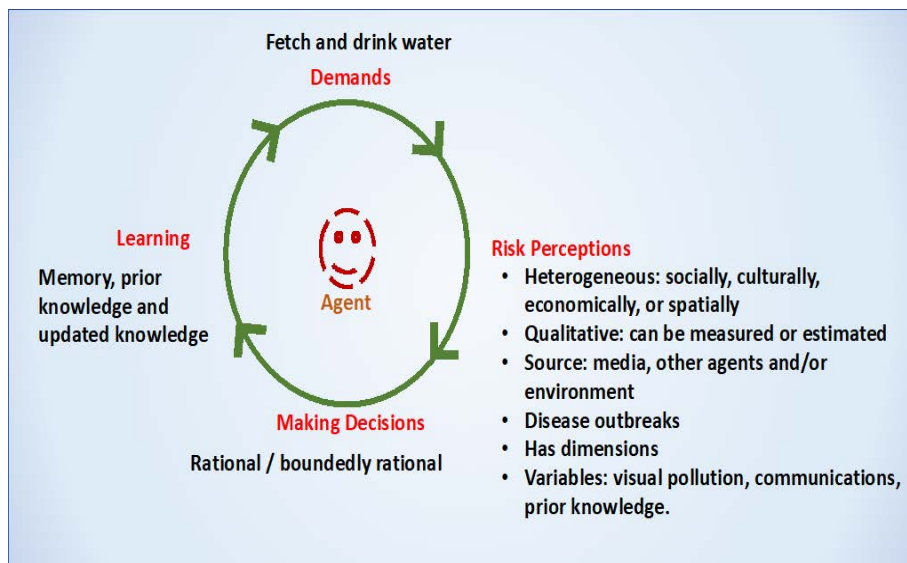 Fetch and drink water
Demands
Learning
Memory, prior
knowledge and
updated knowledge
Agent
Risk Perceptions
• Heterogeneous: socially, culturally,
economically, or spatially
• Qualitative: can be measured or estimated
• Source: media, other agents and/or
environment
• Disease outbreaks
• Has dimensions
• Variables: visual pollution, communications,
prior knowledge.
Making Decisions
Rational / boundedly rational